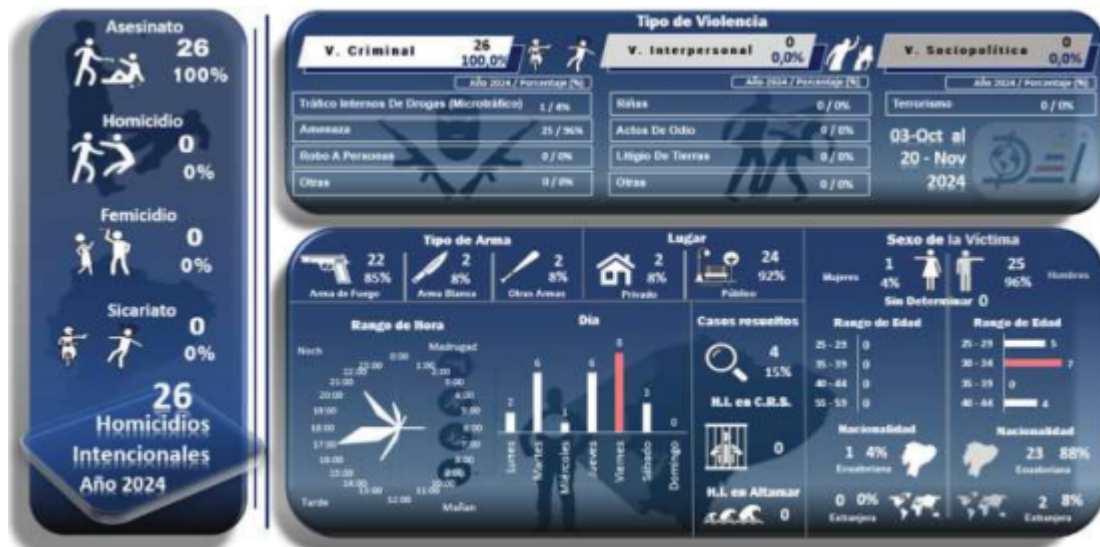 Asesinato
26
100%
Homicidio
0
0%
Femicidio
0
0%
Sicariato
0
0%
26
Homicidios
Intencionales
Año 2024
Tipo de Violencia
V. Criminal 26 100,0%
V. Interpersonal 0 0,0%
V. Sociopolítica 0 0,0%
Año 2024 / Porcentaje (%)
Año 2024 / Porcentaje (%)
Año 2024 / Porcentaje (%)
Tráfico Internos De Drogas (Microtráfico) 1 / 4%
Amenaza 25 / 96%
Robo A Personas 0 / 0%
Otras 0 / 0%
Riñas 0 / 0%
Actos De Odio 0 / 0%
Litigio De Tierras 0 / 0%
Otras 0 / 0%
Terrorismo 0 / 0%
03-Oct al
20 - Nov
2024
Tipo de Arma
22 85% Arma de Fuego
2 8% Arma Blanca
2 8% Otras Armas
Lugar
2 8% Privado
24 92% Público
Sexo de la Víctima
Mujeres 1 4%
25 96% Hombres
Sin Determinar 0
Rango de Hora
Noch
Madrugad
Tarde
Mañan
Día
2 6 1 6 8 3 0
Lunes
Martes
Miércoles
Jueves
Viernes
Sábado
Domingo
Casos resueltos
4
15%
H.I. en C.R.S.
0
H.I. en Altamar
0
Rango de Edad
25 - 29 0
35 - 39 0
40 - 44 0
55 - 59 0
Nacionalidad
1 4%
Ecuatoriana
0 0%
Extranjera
Rango de Edad
25 - 29 5
30 - 34 7
35 - 39 0
40 - 44 4
Nacionalidad
23 88%
Ecuatoriana
2 8%
Extranjera